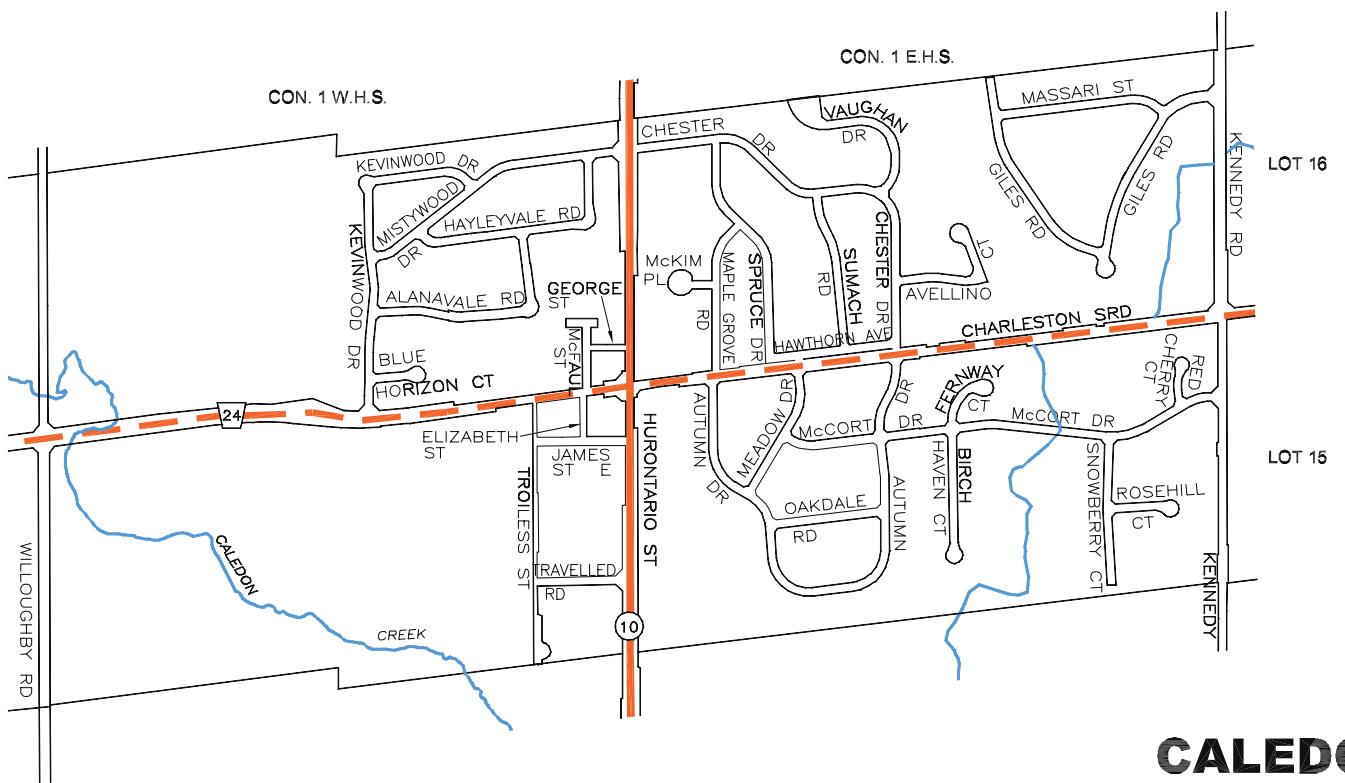 CON. 1 W.H.S.
CON. 1 E.H.S.
MASSARI ST
VAUGHAN
DR
CHESTER
DR
KEVINWOOD DR
KENNEDY RD
LOT 16
GILES RD
GILES RD
MISTYWOOD
DR
HAYLEYVALE RD
KEVINWOOD DR
McKIM
PL
MAPLE GROVE
RD
SPRUCE DR
SUMACH
RD
CHESTER DR
AVELLINO
CT
GEORGE
ST
ALANAVALE RD
HAWTHORN AVE
CHARLESTON SRD
McFAU
ST
BLUE
HORIZON CT
24
RED
CHERRY
CT
FERNWAY
CT
ELIZABETH
ST
AUTUMN
DR
MEADOW DR
DR
McCORT
DR
McCORT DR
JAMES
ST E
HURONTARIO ST
TROILESS ST
BIRCH
HAVEN CT
SNOWBERRY CT
LOT 15
OAKDALE
RD
AUTUMN
ROSEHILL
CT
WILLOUGHBY RD
CALEDON
CREEK
TRAVELLED
RD
KENNEDY
10
CALEDO